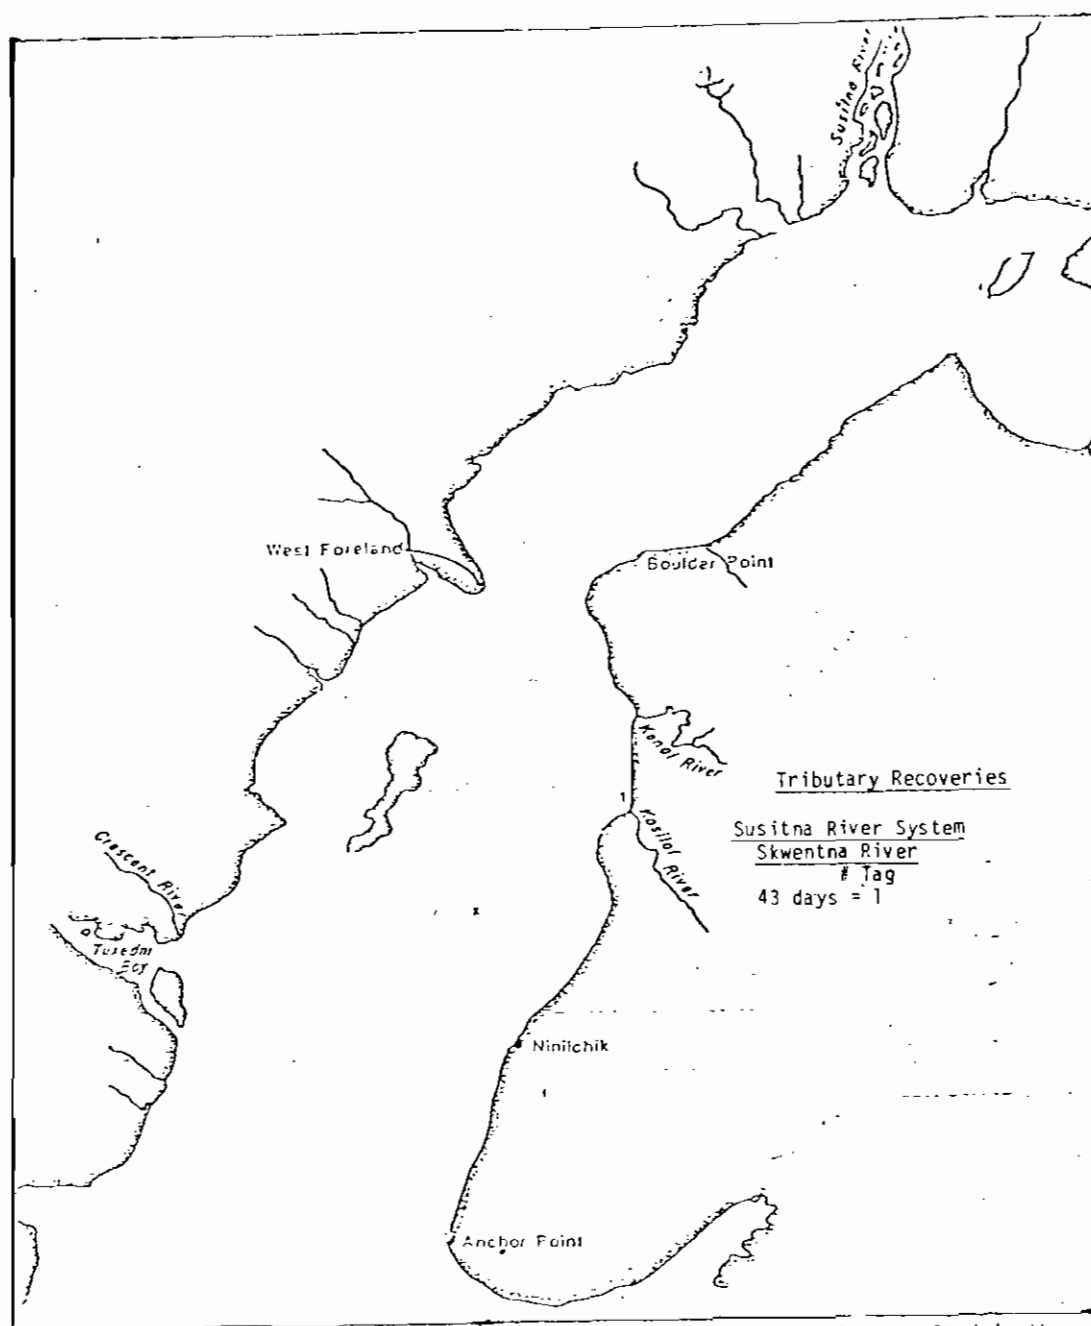 Susitna River
West Foreland
Boulder Point
Kenai River
Tributary Recoveries
1
Kasilof River
Susitna River System
Skwentna River
# Tag
43 days = 1
Crescent River
Tuxedni
Bay
Ninilchik
Anchor Point